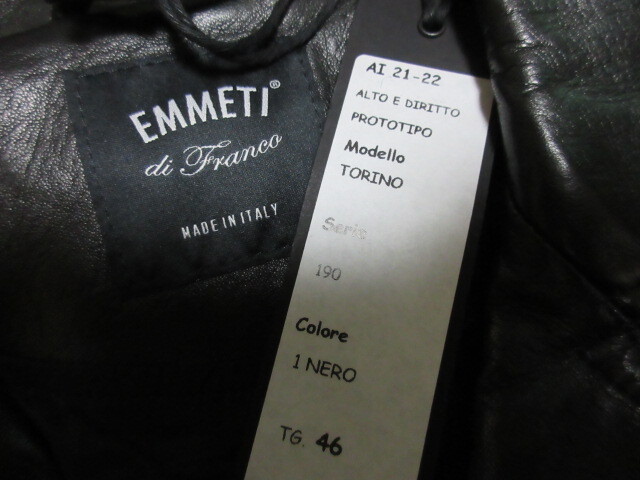 EMMETI®
di Franco
MADE IN ITALY
AI 21-22
ALTO E DIRITTO
PROTOTIPO
Modello
TORINO
Serie
190
Colore
1 NERO
TG. 46